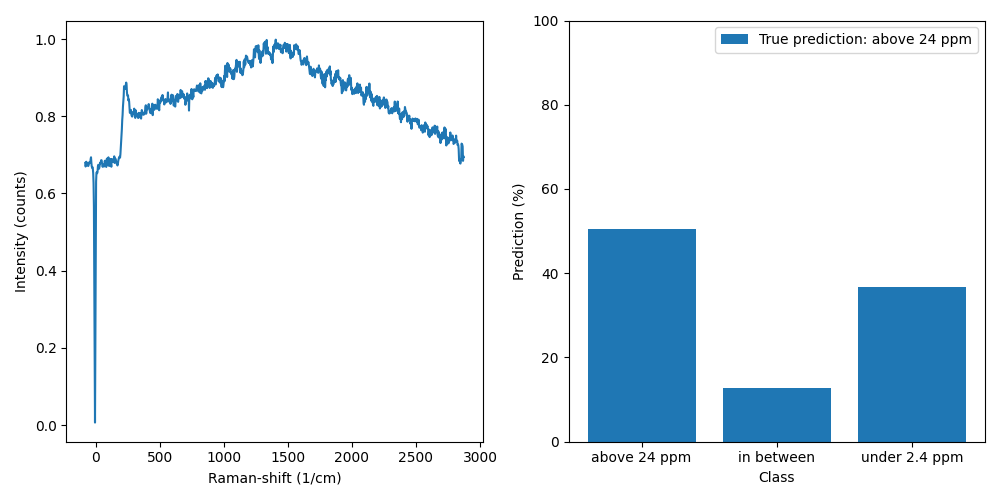 1.0
0.8
0.6
0.4
0.2
0.0
Intensity (counts)
0 500 1000 1500 2000 2500 3000
Raman-shift (1/cm)
100
80
60
40
20
0
Prediction (%)
True prediction: above 24 ppm
above 24 ppm in between under 2.4 ppm
Class